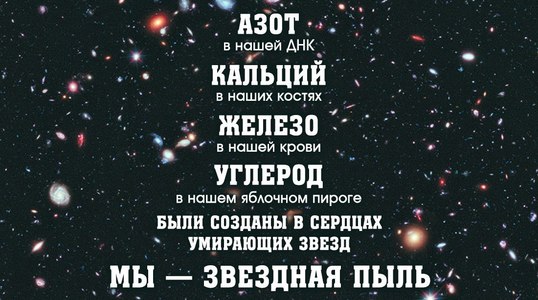 АЗОТ
в нашей ДНК
КАЛЬЦИЙ
в наших костях
ЖЕЛЕЗО
в нашей крови
УГЛЕРОД
в нашем яблочном пироге
БЫЛИ СОЗДАНЫ В СЕРДЦАХ
УМИРАЮЩИХ ЗВЕЗД
МЫ — ЗВЕЗДНАЯ ПЫЛЬ